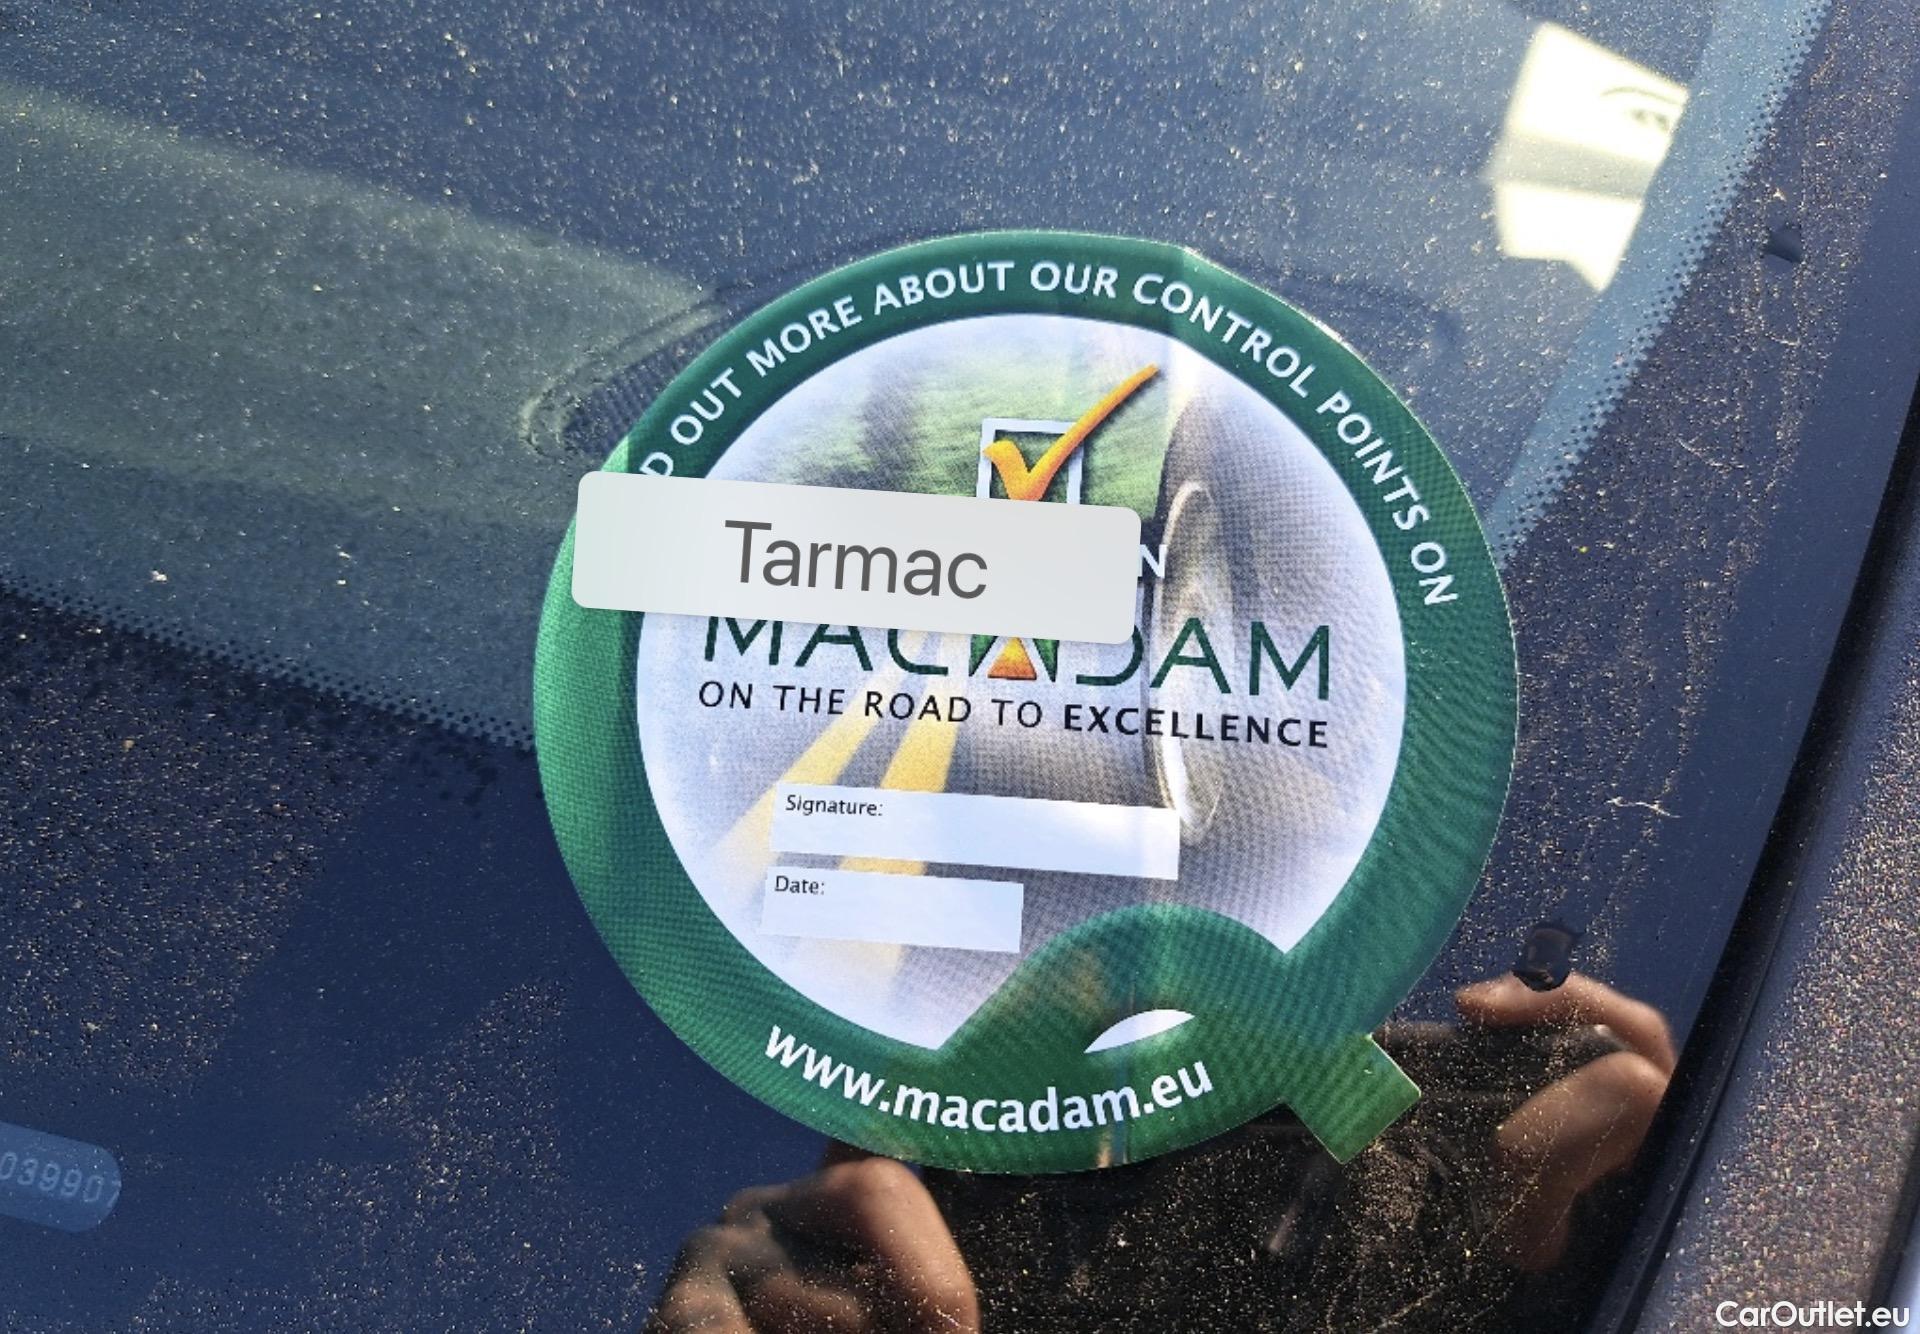 D OUT MORE ABOUT OUR CONTROL POINTS ON
Tarmac
N
MACADAM
ON THE ROAD TO EXCELLENCE
Signature:
Date:
www.macadam.eu
03990
CarOutlet.eu